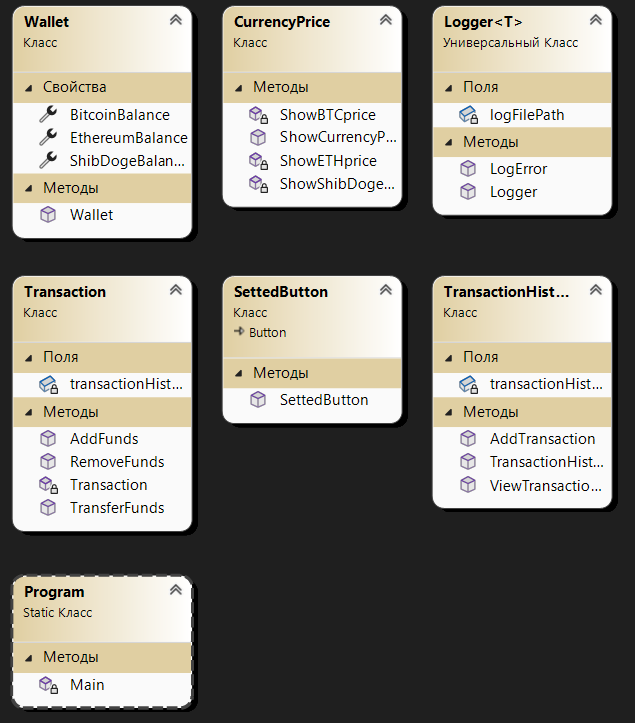 Wallet
Класс
Свойства
BitcoinBalance
EthereumBalance
ShibDogeBalan...
Методы
Wallet
CurrencyPrice
Класс
Методы
ShowBTCprice
ShowCurrencyP...
ShowETHprice
ShowShibDoge...
Logger<T>
Универсальный Класс
Поля
logFilePath
Методы
LogError
Logger
Transaction
Класс
Поля
transactionHist...
Методы
AddFunds
RemoveFunds
Transaction
TransferFunds
SettedButton
Класс
Button
Методы
SettedButton
TransactionHist...
Класс
Поля
transactionHist...
Методы
AddTransaction
TransactionHist...
ViewTransactio...
Program
Static Класс
Методы
Main